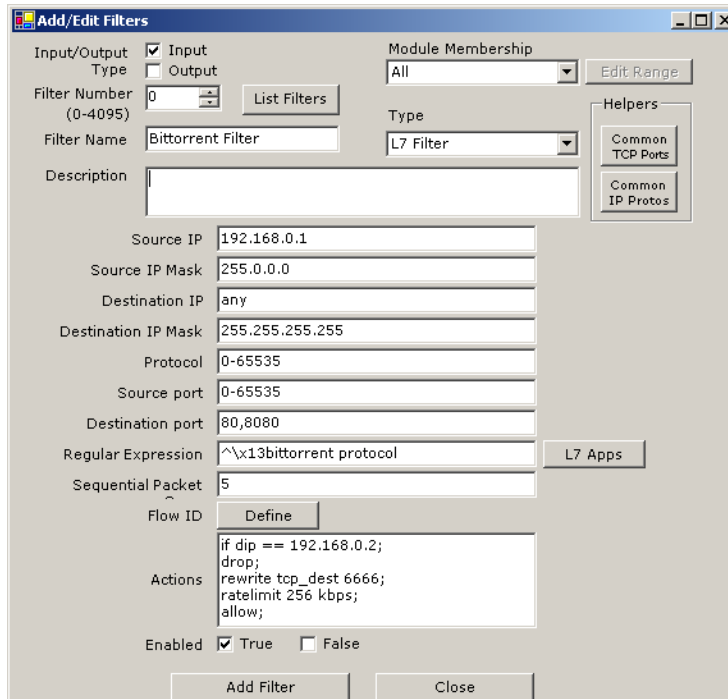 Add/Edit Filters
Input/Output Type
Input
Output
Module Membership
All
Edit Range
Filter Number (0-4095)
0
List Filters
Type
L7 Filter
Helpers
Common TCP Ports
Common IP Protos
Filter Name
Bittorrent Filter
Description
Source IP
192.168.0.1
Source IP Mask
255.0.0.0
Destination IP
any
Destination IP Mask
255.255.255.255
Protocol
0-65535
Source port
0-65535
Destination port
80,8080
Regular Expression
^\x13bittorrent protocol
L7 Apps
Sequential Packet
5
Flow ID
Define
Actions
if dip == 192.168.0.2;
drop;
rewrite tcp_dest 6666;
ratelimit 256 kbps;
allow;
Enabled
True
False
Add Filter
Close